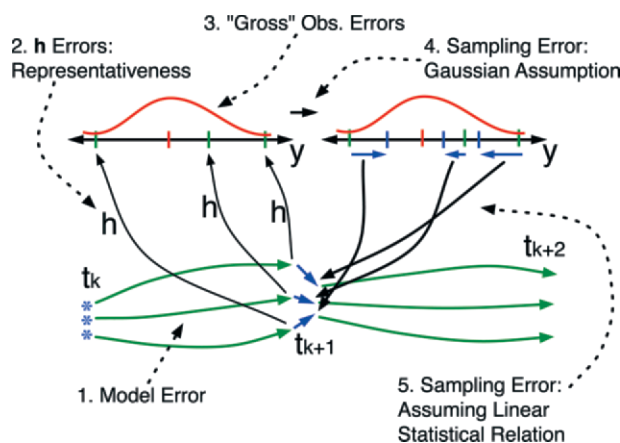 3. "Gross" Obs. Errors
2. h Errors:
Representativeness
4. Sampling Error:
Gaussian Assumption
y
y
h
h
h
tk
tk+1
tk+2
*
*
*
1. Model Error
5. Sampling Error:
Assuming Linear
Statistical Relation